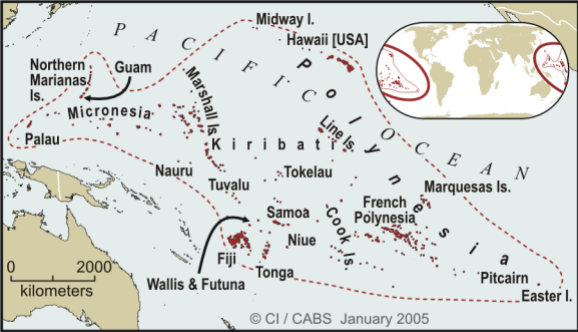 Midway I.
Hawaii [USA]
PACIFIC OCEAN
Northern
Marianas
Is.
Guam
Micronesia
Marshall Is.
Polynesia
Palau
Kiribati
Line Is.
Nauru
Tuyalu
Tokelau
Marquesas Is.
Samoa
Cook Is.
French
Polynesia
Niue
Fiji
Tonga
Wallis & Futuna
Pitcairn
Easter I.
0 2000
kilometers
© CI / CABS January 2005